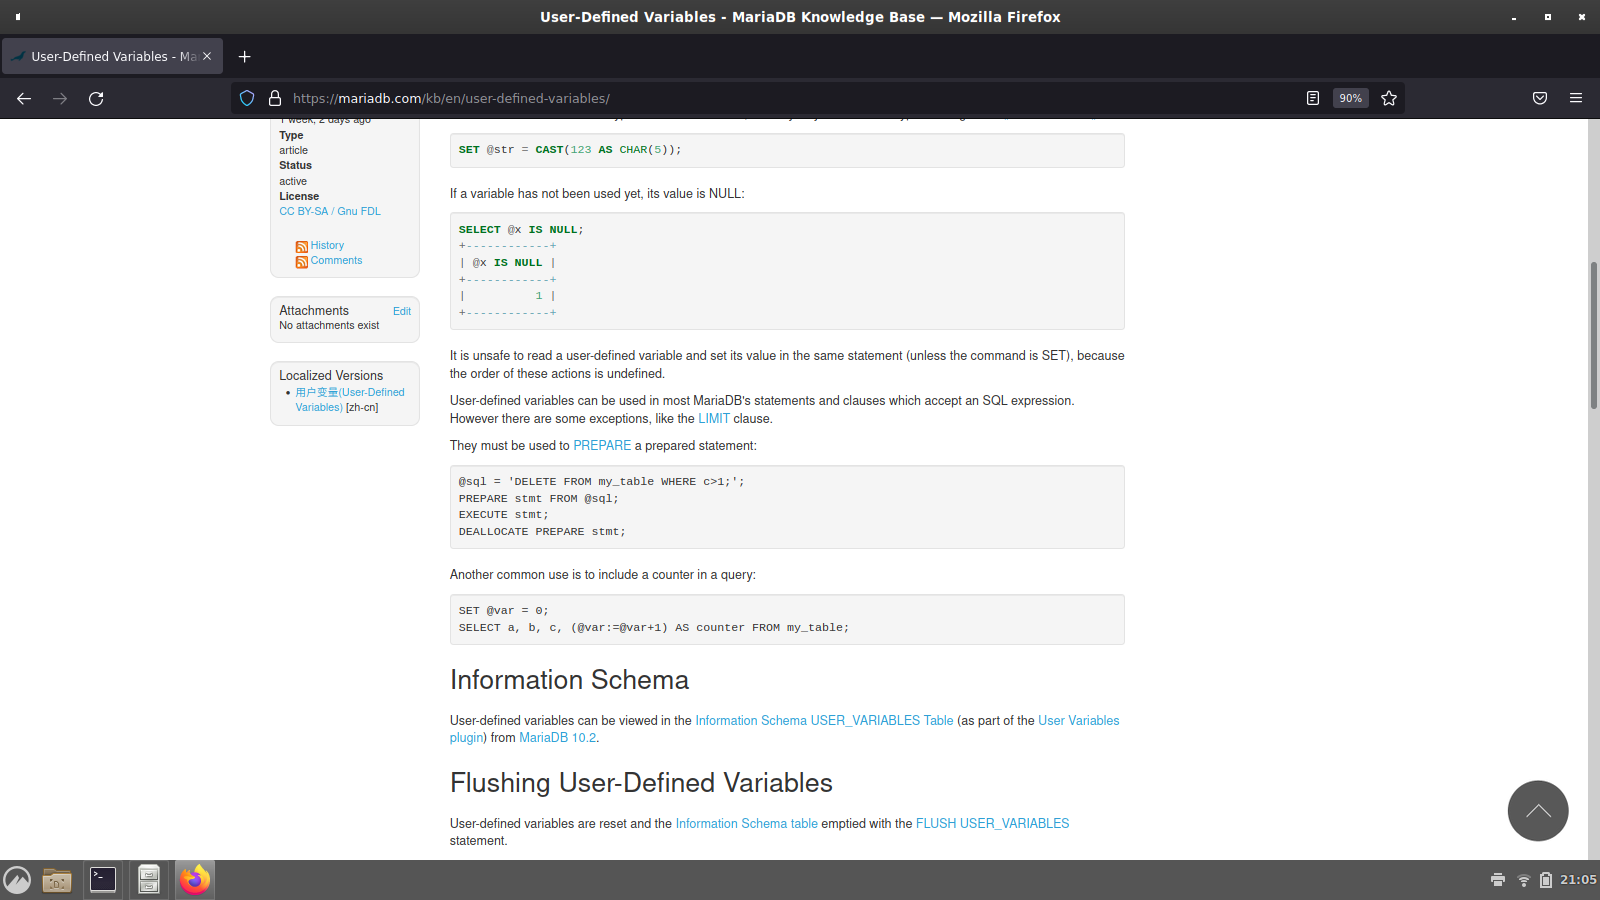 User-Defined Variables - MariaDB Knowledge Base — Mozilla Firefox
User-Defined Variables - Ma
https://mariadb.com/kb/en/user-defined-variables/
90%
1 week, 2 days ago
Type
article
Status
active
License
CC BY-SA / Gnu FDL
History
Comments
Attachments Edit
No attachments exist
Localized Versions
• 用户变量(User-Defined
Variables) [zh-cn]
SET @str = CAST(123 AS CHAR(5));
If a variable has not been used yet, its value is NULL:
SELECT @x IS NULL;
+------------+
| @x IS NULL |
+------------+
|          1 |
+------------+
It is unsafe to read a user-defined variable and set its value in the same statement (unless the command is SET), because
the order of these actions is undefined.
User-defined variables can be used in most MariaDB's statements and clauses which accept an SQL expression.
However there are some exceptions, like the LIMIT clause.
They must be used to PREPARE a prepared statement:
@sql = 'DELETE FROM my_table WHERE c>1;';
PREPARE stmt FROM @sql;
EXECUTE stmt;
DEALLOCATE PREPARE stmt;
Another common use is to include a counter in a query:
SET @var = 0;
SELECT a, b, c, (@var:=@var+1) AS counter FROM my_table;
Information Schema
User-defined variables can be viewed in the Information Schema USER_VARIABLES Table (as part of the User Variables
plugin) from MariaDB 10.2.
Flushing User-Defined Variables
User-defined variables are reset and the Information Schema table emptied with the FLUSH USER_VARIABLES
statement.
21:05